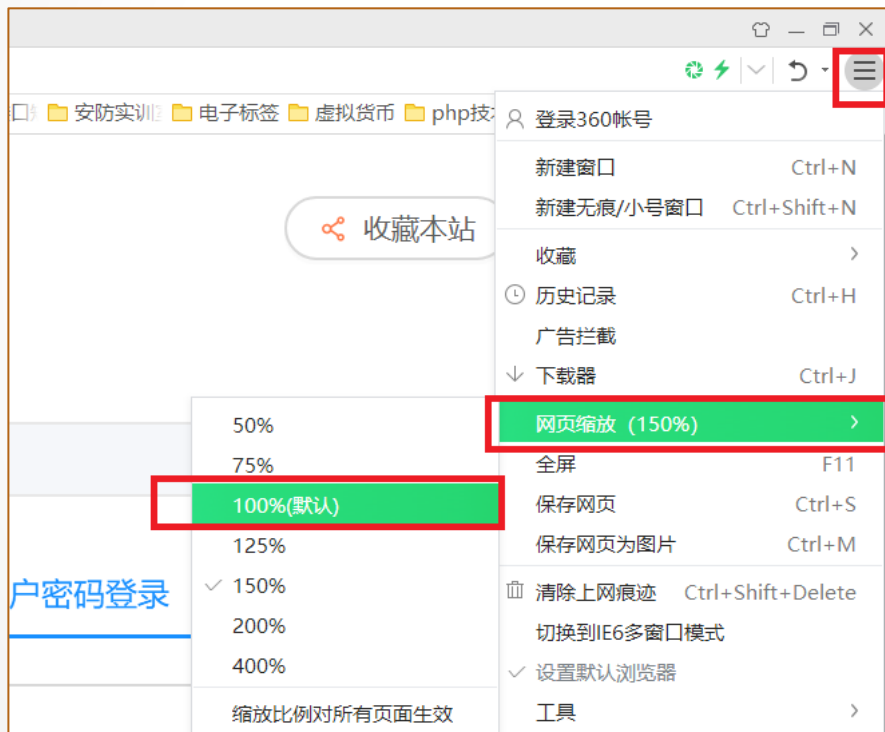 安防实训
电子标签
虚拟货币
php技
收藏本站
户密码登录
登录360帐号
新建窗口 Ctrl+N
新建无痕/小号窗口 Ctrl+Shift+N
收藏
历史记录 Ctrl+H
广告拦截
下载器 Ctrl+J
网页缩放 (150%)
全屏 F11
保存网页 Ctrl+S
保存网页为图片 Ctrl+M
清除上网痕迹 Ctrl+Shift+Delete
切换到IE6多窗口模式
设置默认浏览器
工具
50%
75%
100%(默认)
125%
150%
200%
400%
缩放比例对所有页面生效